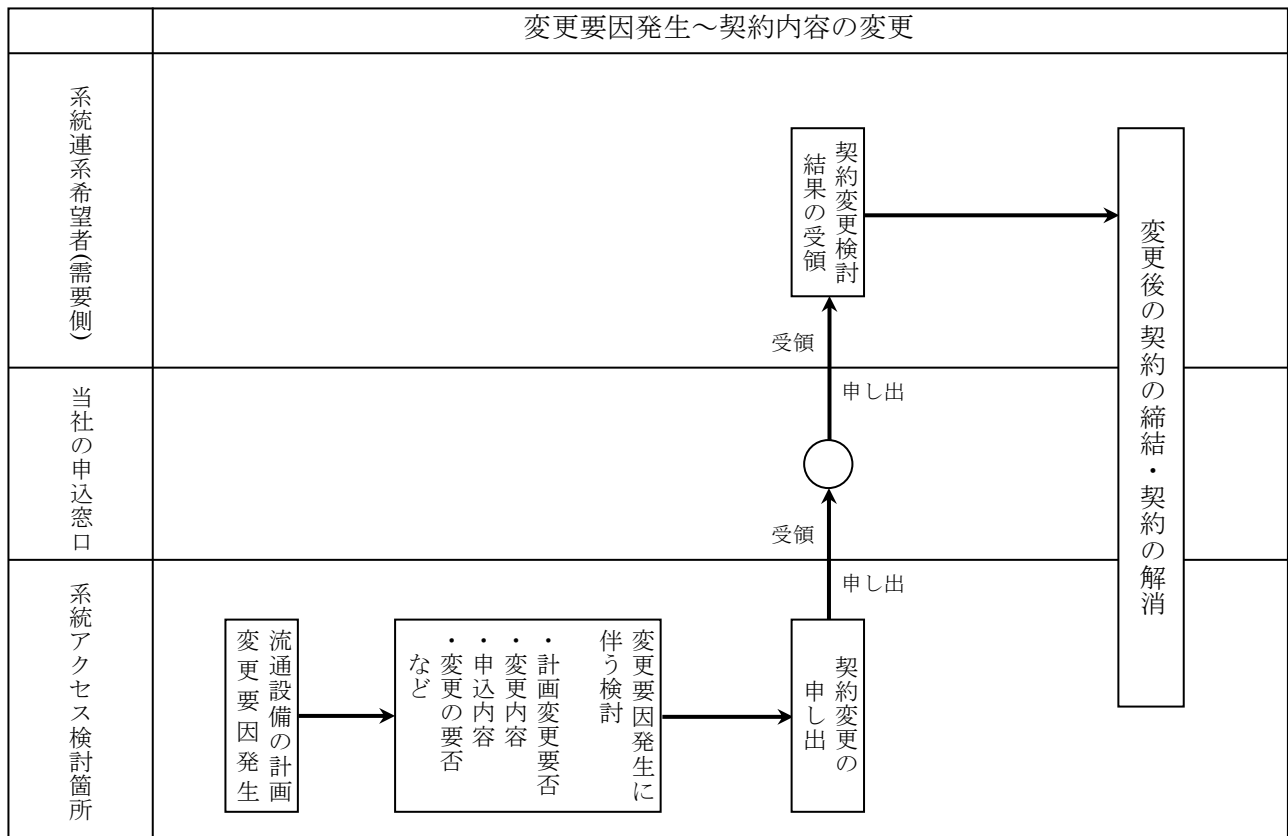 変更要因発生～契約内容の変更
系統連系希望者(需要側)
契約変更検討
結果の受領
変更後の契約の締結・契約の解消
受領
当社の申込窓口
申し出
受領
系統アクセス検討箇所
申し出
流通設備の計画
変更要因発生
変更要因発生に
伴う検討
・計画変更要否
・変更内容
・申込内容
・変更の要否
など
契約変更の
申し出